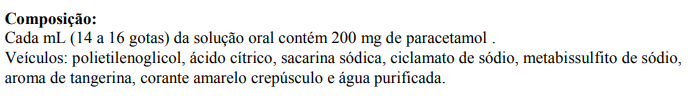 Composição:
Cada mL (14 a 16 gotas) da solução oral contém 200 mg de paracetamol .
Veículos: polietilenoglicol, ácido cítrico, sacarina sódica, ciclamato de sódio, metabissulfito de sódio,
aroma de tangerina, corante amarelo crepúsculo e água purificada.